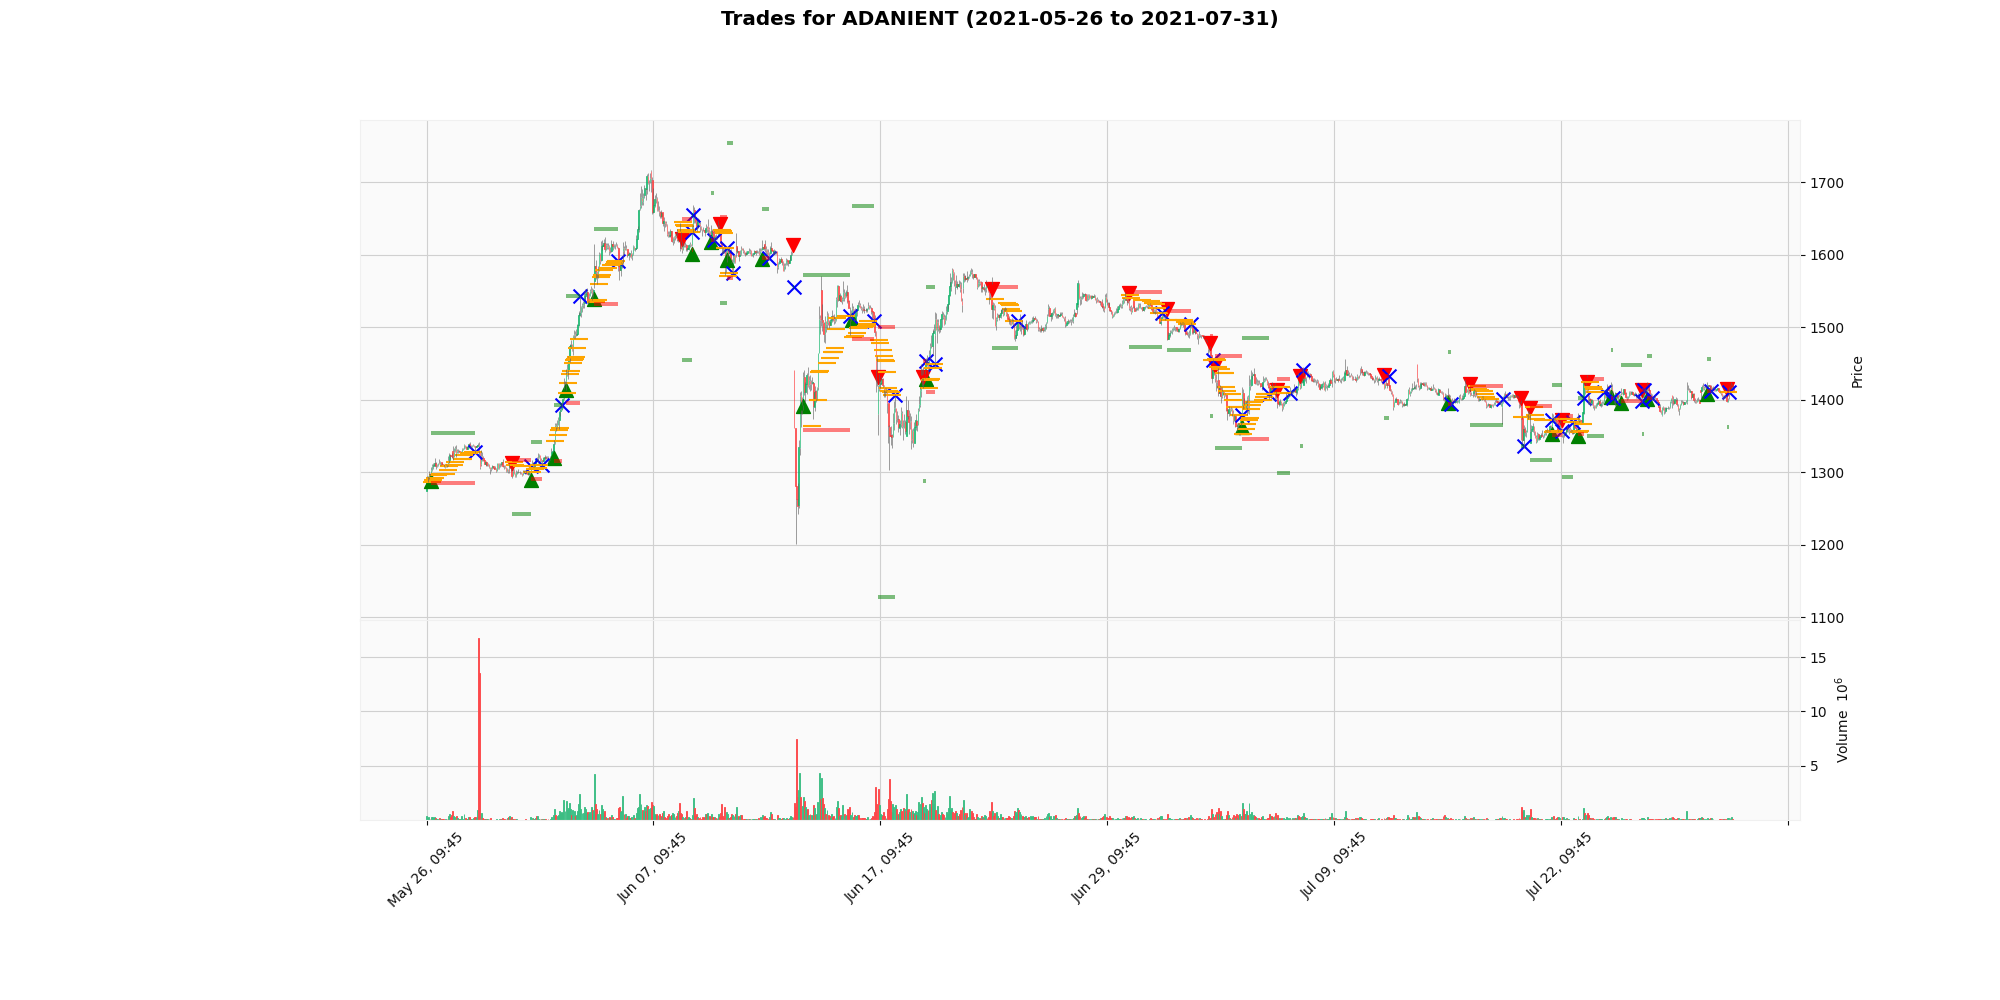 Trades for ADANIENT (2021-05-26 to 2021-07-31)
1700
1600
1500
1400
1300
1200
1100
Price
15
10
5
Volume 10^6
May 26, 09:45
Jun 07, 09:45
Jun 17, 09:45
Jun 29, 09:45
Jul 09, 09:45
Jul 22, 09:45